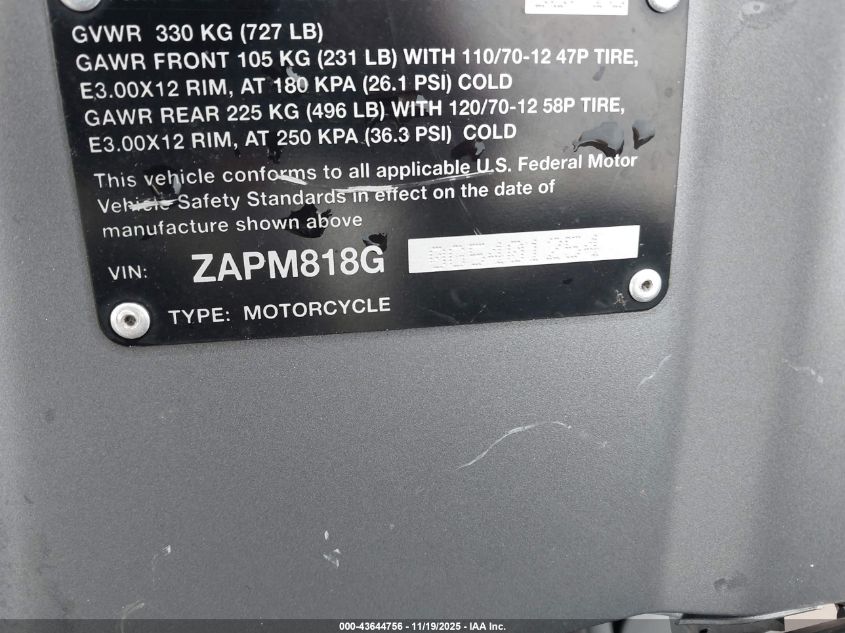 GVWR 330 KG (727 LB)
GAWR FRONT 105 KG (231 LB) WITH 110/70-12 47P TIRE,
E3.00X12 RIM, AT 180 KPA (26.1 PSI) COLD
GAWR REAR 225 KG (496 LB) WITH 120/70-12 58P TIRE,
E3.00X12 RIM, AT 250 KPA (36.3 PSI) COLD
This vehicle conforms to all applicable U.S. Federal Motor
Vehicle Safety Standards in effect on the date of
manufacture shown above
VIN: ZAPM818G
TYPE: MOTORCYCLE
000-43644756 — 11/19/2025 — IAA Inc.